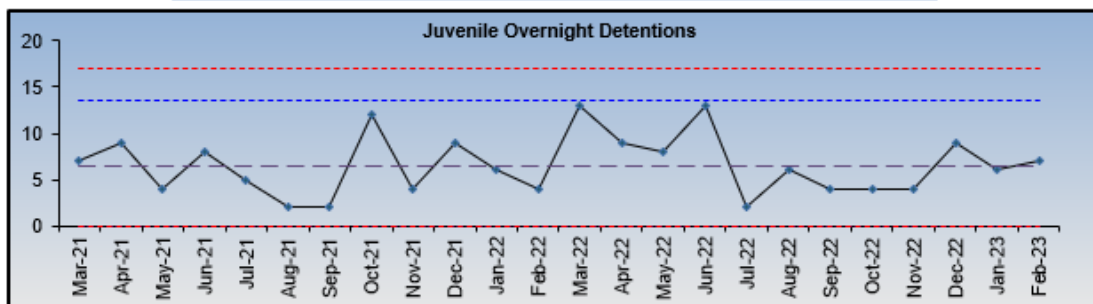 Juvenile Overnight Detentions
20
15
10
5
0
Mar-21
Apr-21
May-21
Jun-21
Jul-21
Aug-21
Sep-21
Oct-21
Nov-21
Dec-21
Jan-22
Feb-22
Mar-22
Apr-22
May-22
Jun-22
Jul-22
Aug-22
Sep-22
Oct-22
Nov-22
Dec-22
Jan-23
Feb-23